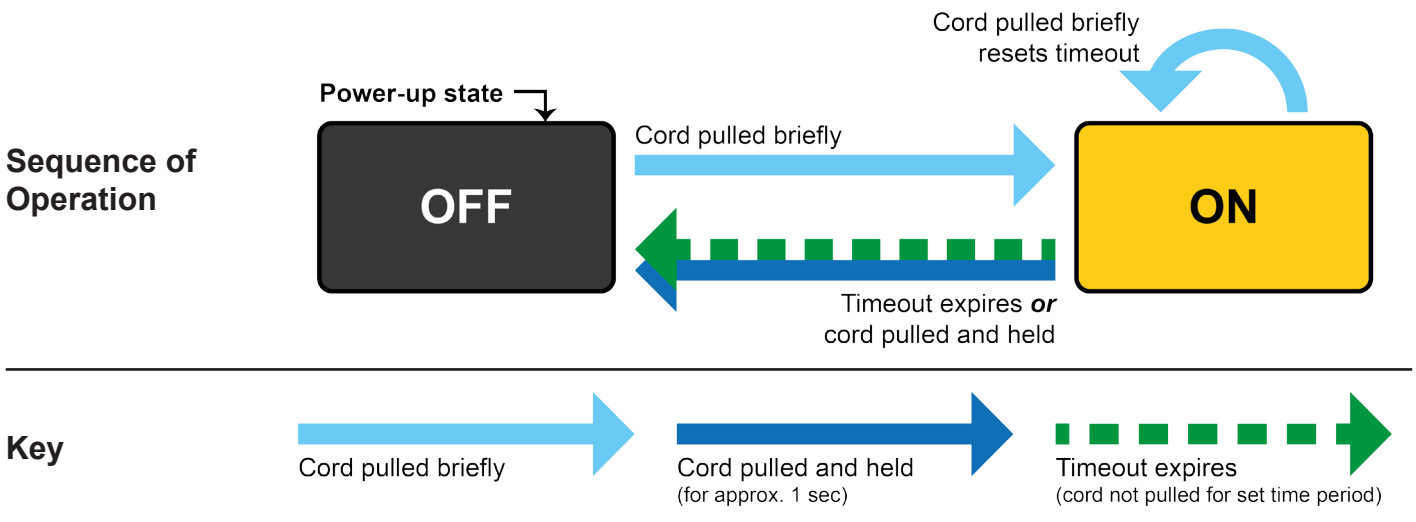 Cord pulled briefly
resets timeout
Power-up state
Sequence of
Operation
OFF
Cord pulled briefly
ON
Timeout expires or
cord pulled and held
Key
Cord pulled briefly
Cord pulled and held
(for approx. 1 sec)
Timeout expires
(cord not pulled for set time period)